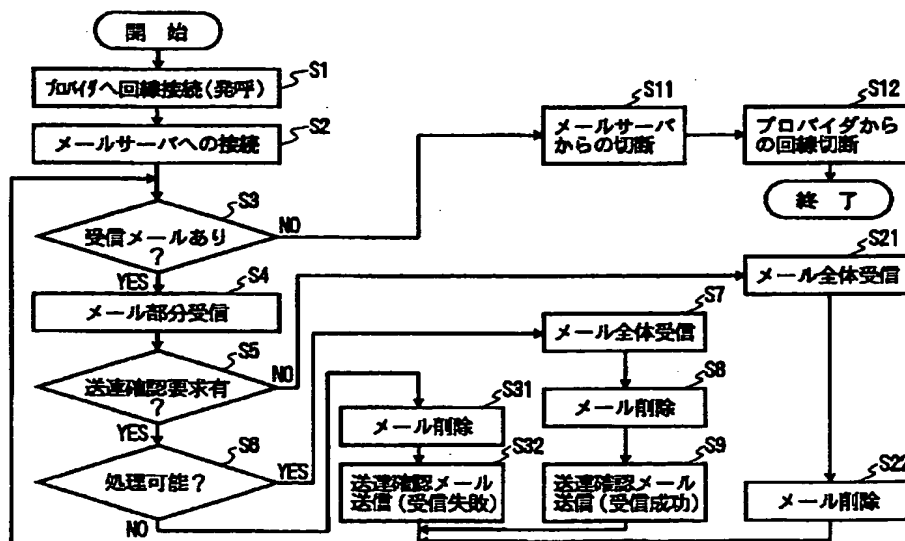 開 始
S1
プロバイダへ回線接続(発呼)
S2
メールサーバへの接続
S3
受信メールあり
?
NO
YES
S11
メールサーバ
からの切断
S12
プロバイダから
の回線切断
終 了
S4
メール部分受信
S5
送達確認要求有
?
NO
YES
S6
処理可能?
YES
NO
S21
メール全体受信
S22
メール削除
S7
メール全体受信
S8
メール削除
S9
送達確認メール
送信(受信成功)
S31
メール削除
S32
送達確認メール
送信(受信失敗)